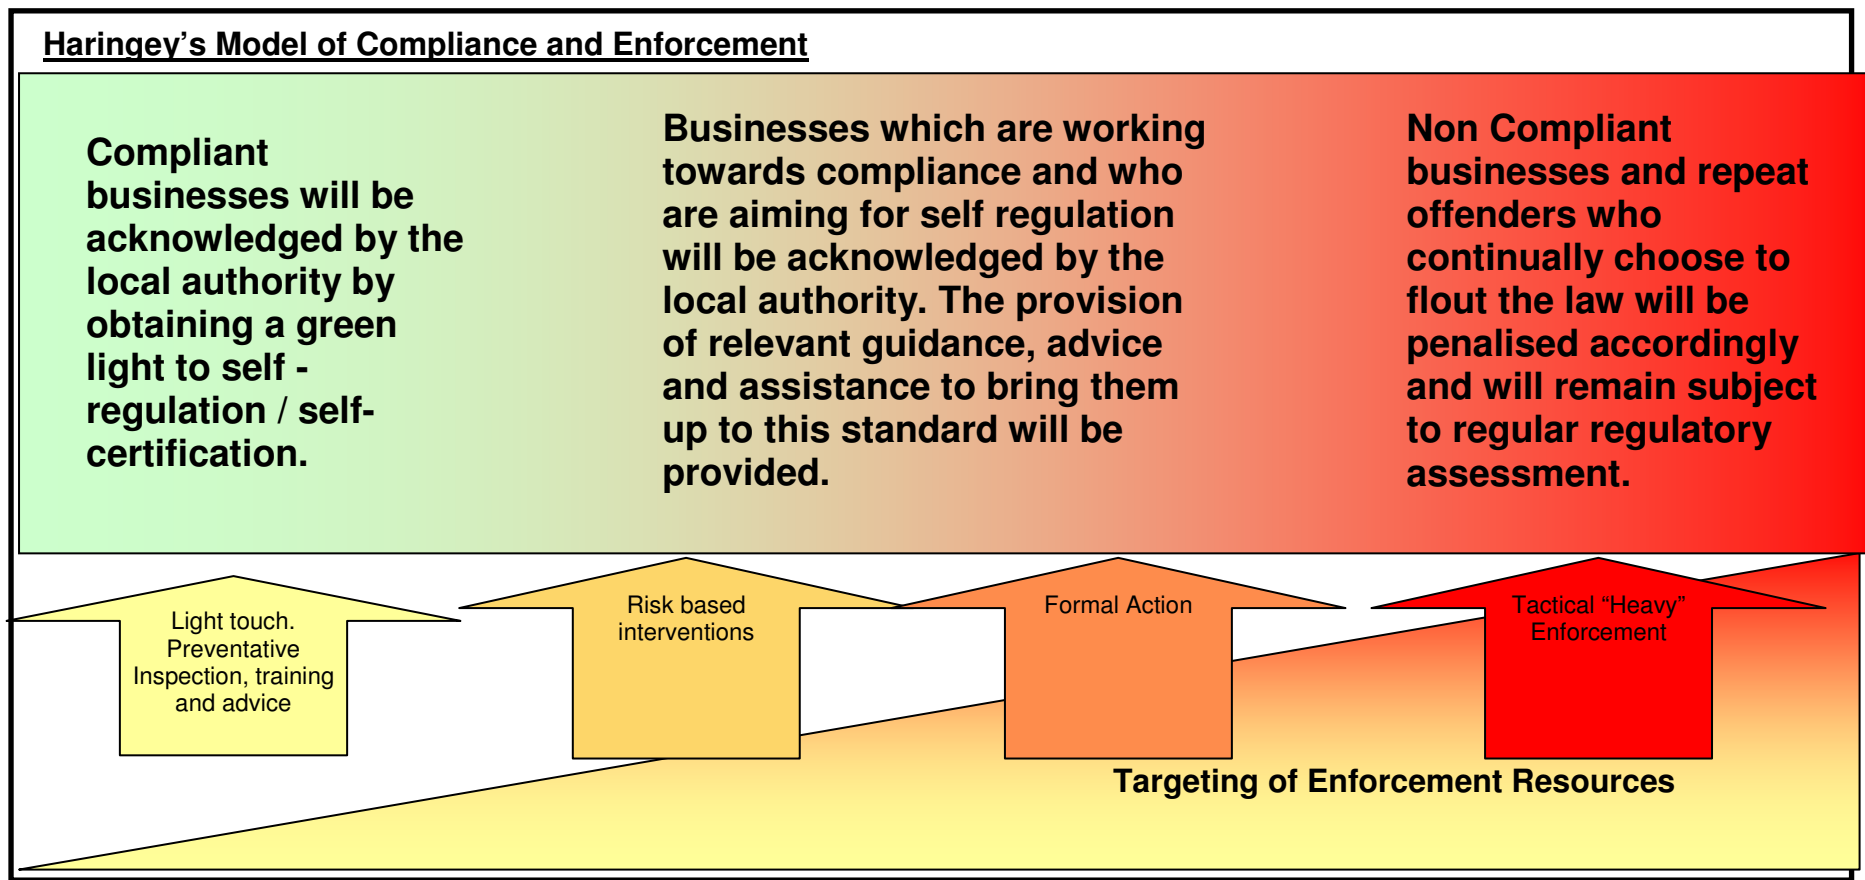 Haringey's Model of Compliance and Enforcement
Compliant
businesses will be
acknowledged by the
local authority by
obtaining a green
light to self -
regulation / self-
certification.
Businesses which are working
towards compliance and who
are aiming for self regulation
will be acknowledged by the
local authority. The provision
of relevant guidance, advice
and assistance to bring them
up to this standard will be
provided.
Non Compliant
businesses and repeat
offenders who
continually choose to
flout the law will be
penalised accordingly
and will remain subject
to regular regulatory
assessment.
Light touch.
Preventative
Inspection, training
and advice
Risk based
interventions
Formal Action
Tactical “Heavy”
Enforcement
Targeting of Enforcement Resources